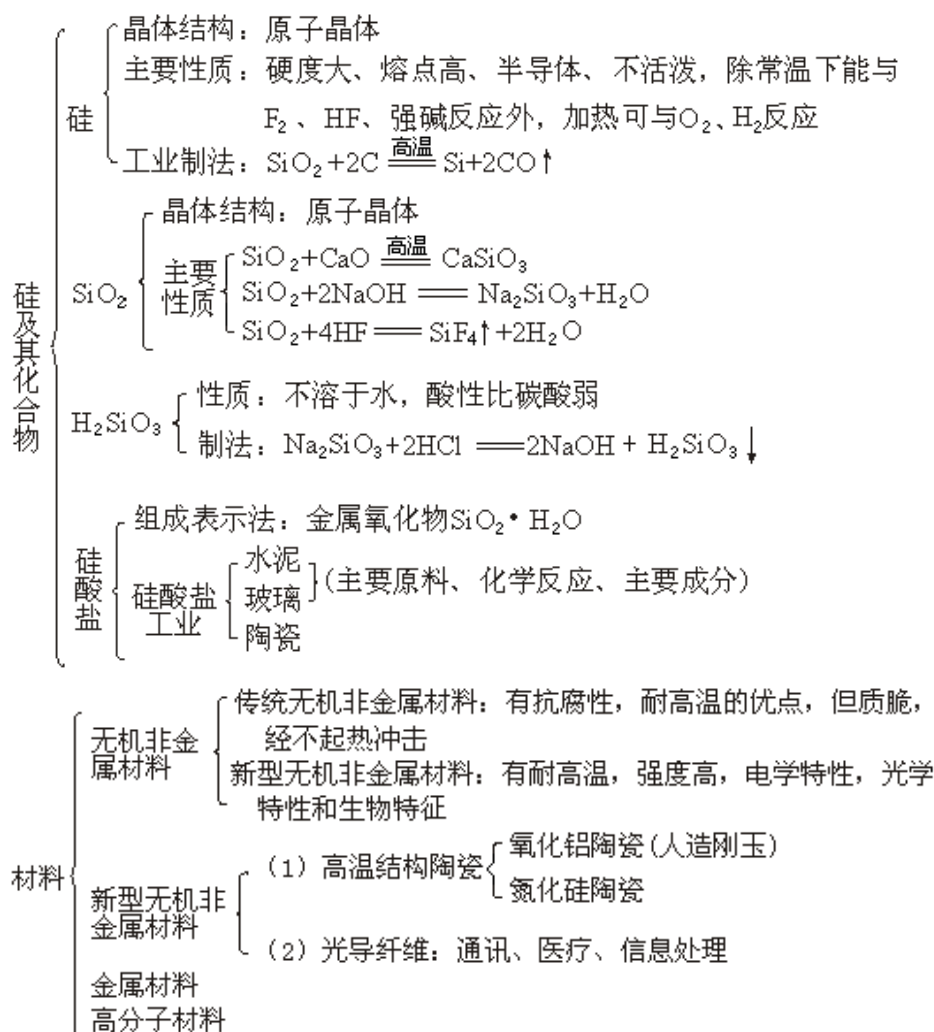 硅及其化合物
硅
晶体结构：原子晶体
主要性质：硬度大、熔点高、半导体、不活泼，除常温下能与
F₂、HF、强碱反应外，加热可与O₂、H₂反应
工业制法：SiO₂+2C 高温 Si+2CO↑
SiO₂
晶体结构：原子晶体
主要性质
SiO₂+CaO 高温 CaSiO₃
SiO₂+2NaOH ══ Na₂SiO₃+H₂O
SiO₂+4HF ══ SiF₄↑+2H₂O
H₂SiO₃
性质：不溶于水，酸性比碳酸弱
制法：Na₂SiO₃+2HCl ══2NaOH + H₂SiO₃↓
硅酸盐
组成表示法：金属氧化物SiO₂• H₂O
硅酸盐
工业
水泥
玻璃
陶瓷
(主要原料、化学反应、主要成分)
材料
无机非金
属材料
传统无机非金属材料：有抗腐性，耐高温的优点，但质脆，
经不起热冲击
新型无机非金属材料：有耐高温，强度高，电学特性，光学
特性和生物特征
新型无机非
金属材料
(1) 高温结构陶瓷
氧化铝陶瓷(人造刚玉)
氮化硅陶瓷
(2) 光导纤维：通讯、医疗、信息处理
金属材料
高分子材料